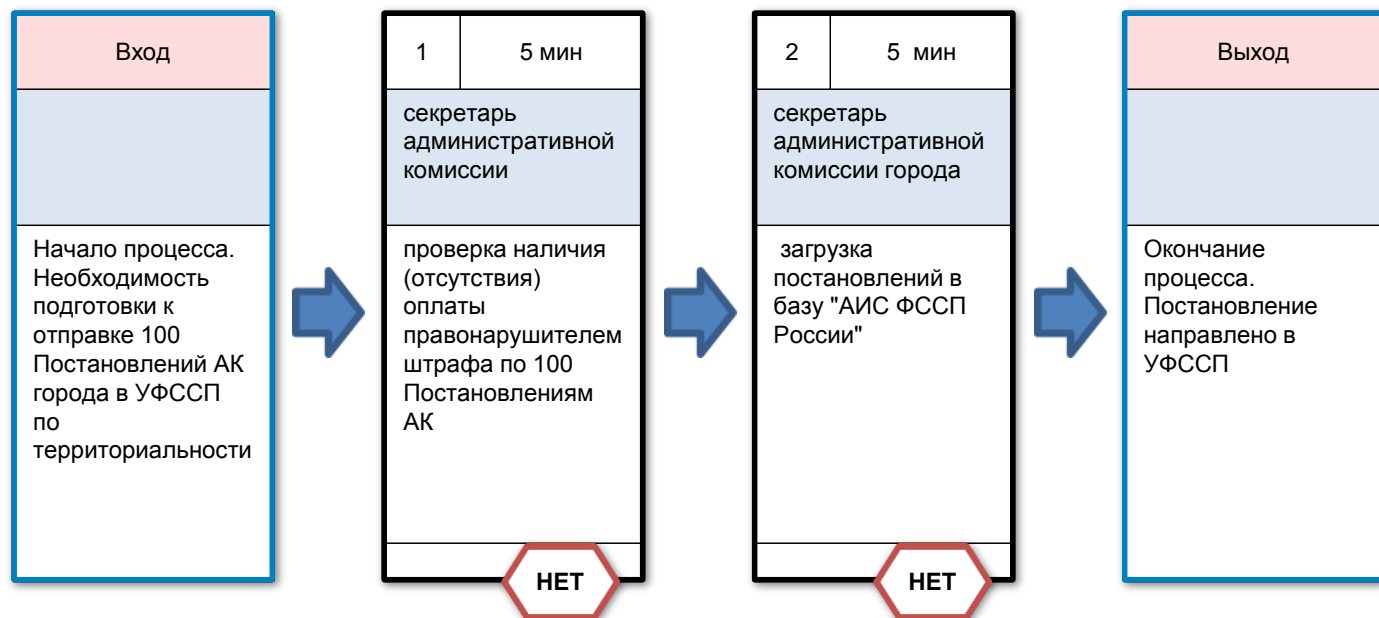 Вход
Начало процесса.
Необходимость
подготовки к
отправке 100
Постановлений АК
города в УФССП
по
территориальности
1
5 мин
секретарь
административной
комиссии
проверка наличия
(отсутствия)
оплаты
правонарушителем
штрафа по 100
Постановлениям
АК
НЕТ
2
5 мин
секретарь
административной
комиссии города
загрузка
постановлений в
базу "АИС ФССП
России"
НЕТ
Выход
Окончание
процесса.
Постановление
направлено в
УФССП